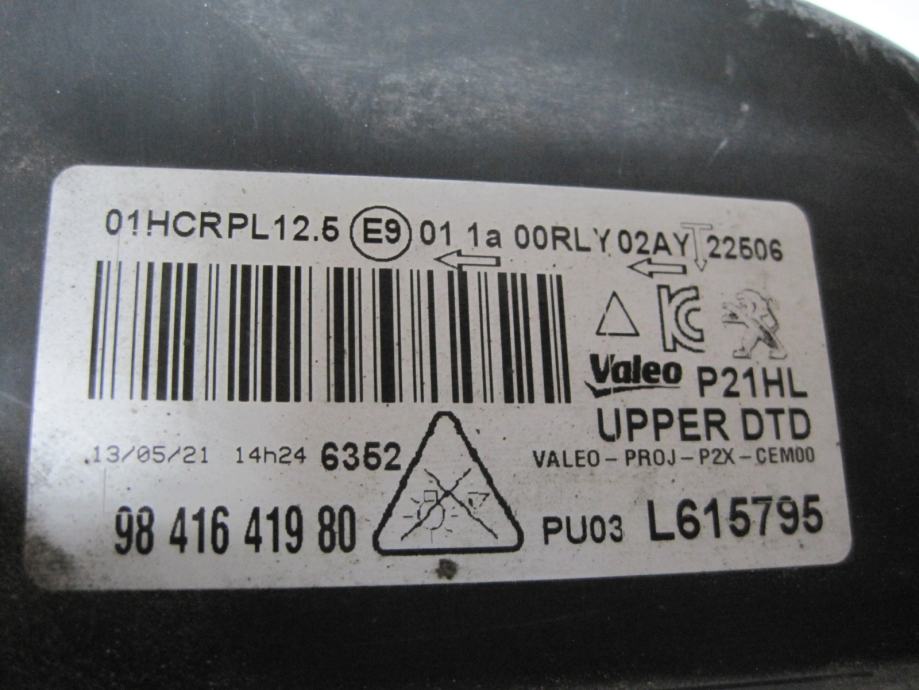 01HCRPL12.5 E9 01 1a 00RLY 02AY 22506
KC
Valeo P21HL
UPPER DTD
13/05/21 14h24 6352
VALEO-PROJ-P2X-CEM00
98 416 419 80 PU03 L615795